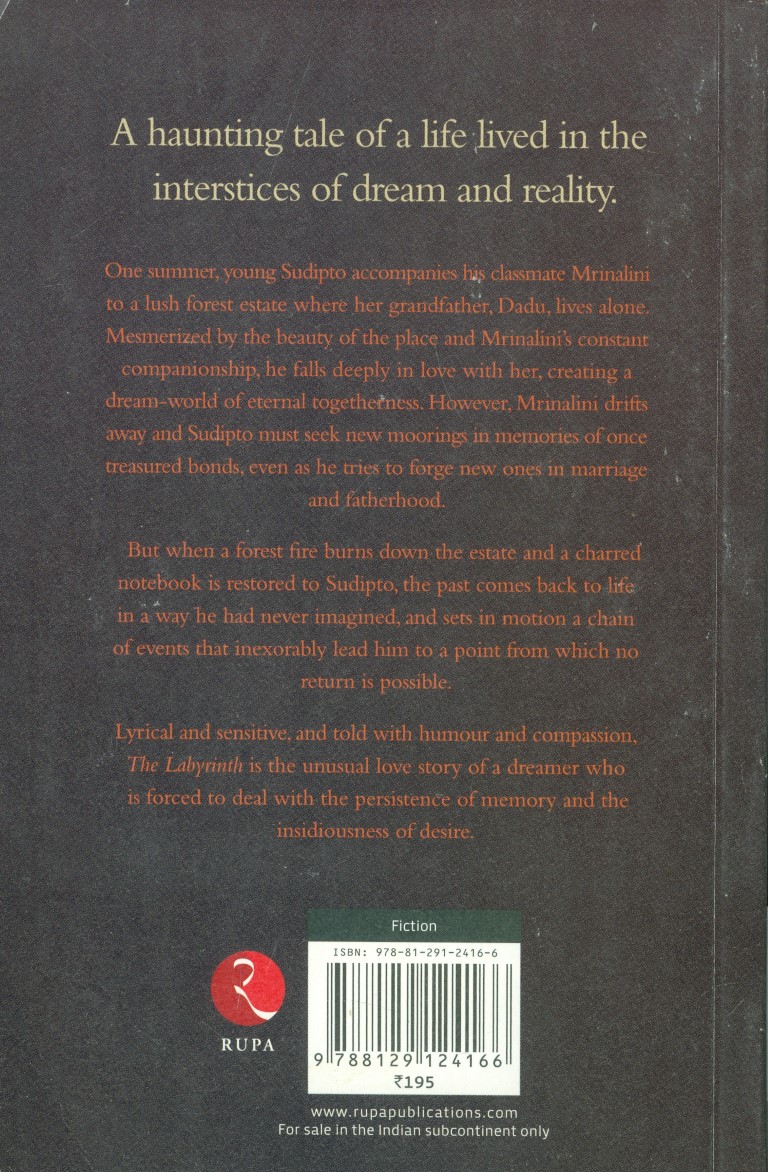 A haunting tale of a life lived in the
interstices of dream and reality.
One summer, young Sudipto accompanies his classmate Mrinalini
to a lush forest estate where her grandfather, Dadu, lives alone.
Mesmerized by the beauty of the place and Mrinalini's constant
companionship, he falls deeply in love with her, creating a
dream-world of eternal togetherness. However, Mrinalini drifts
away and Sudipto must seek new moorings in memories of once
treasured bonds, even as he tries to forge new ones in marriage
and fatherhood.
But when a forest fire burns down the estate and a charred
notebook is restored to Sudipto, the past comes back to life
in a way he had never imagined, and sets in motion a chain
of events that inexorably lead him to a point from which no
return is possible.
Lyrical and sensitive, and told with humour and compassion,
The Labyrinth is the unusual love story of a dreamer who
is forced to deal with the persistence of memory and the
insidiousness of desire.
Fiction
ISBN: 978-81-291-2416-6
9 788129 124166
₹195
RUPA
www.rupapublications.com
For sale in the Indian subcontinent only